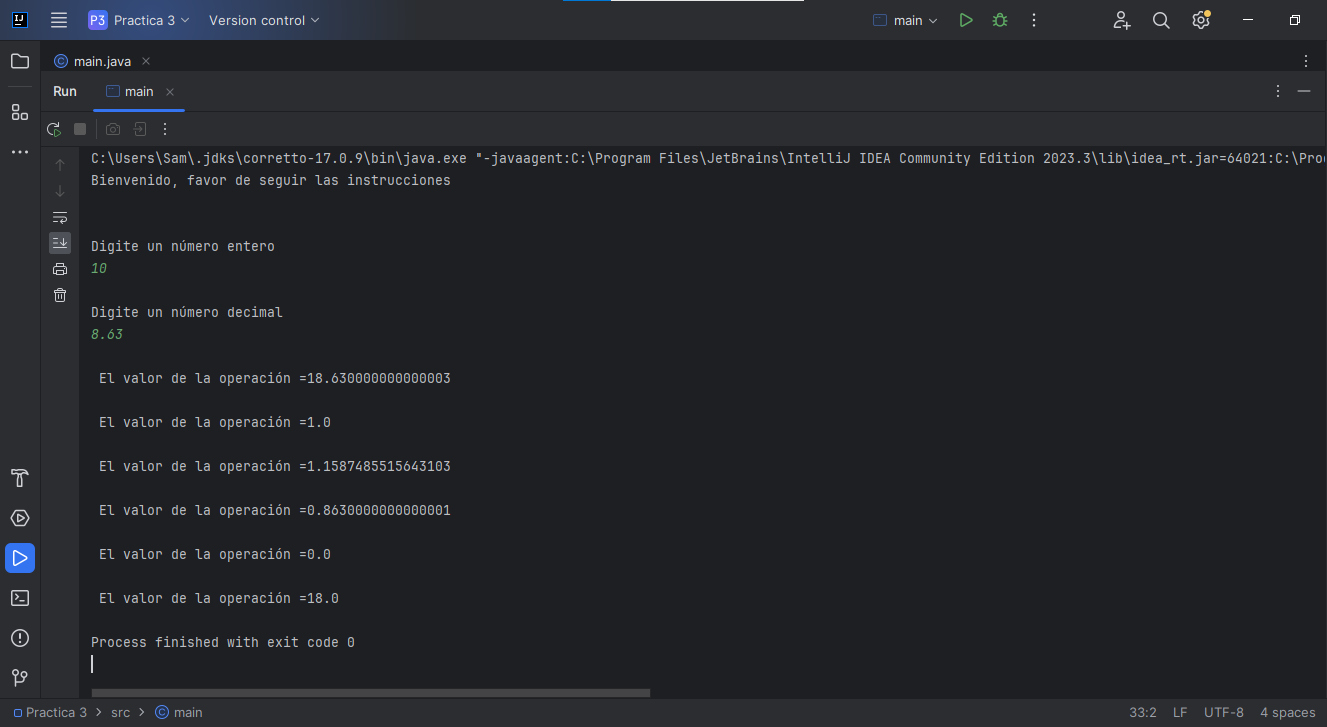 P3 Practica 3 Version control main
main.java
Run main
C:\Users\Sam\.jdks\corretto-17.0.9\bin\java.exe "-javaagent:C:\Program Files\JetBrains\IntelliJ IDEA Community Edition 2023.3\lib\idea_rt.jar=64021:C:\Pro
Bienvenido, favor de seguir las instrucciones
Digite un número entero
10
Digite un número decimal
8.63
El valor de la operación =18.630000000000003
El valor de la operación =1.0
El valor de la operación =1.1587485515643103
El valor de la operación =0.8630000000000001
El valor de la operación =0.0
El valor de la operación =18.0
Process finished with exit code 0
Practica 3 > src > main 33:2 LF UTF-8 4 spaces